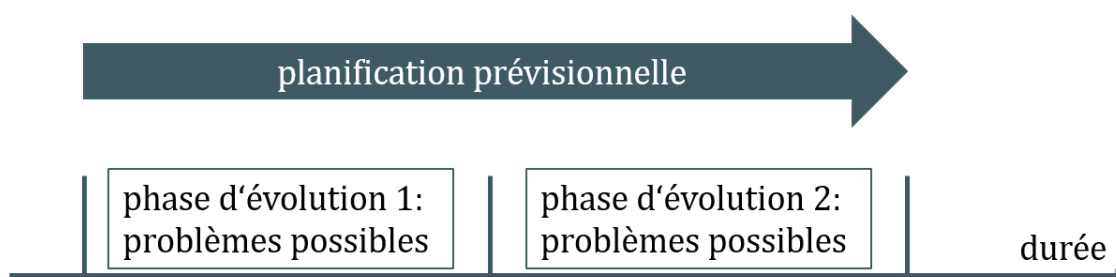 planification prévisionnelle
phase d‘évolution 1:
problèmes possibles
phase d‘évolution 2:
problèmes possibles
durée